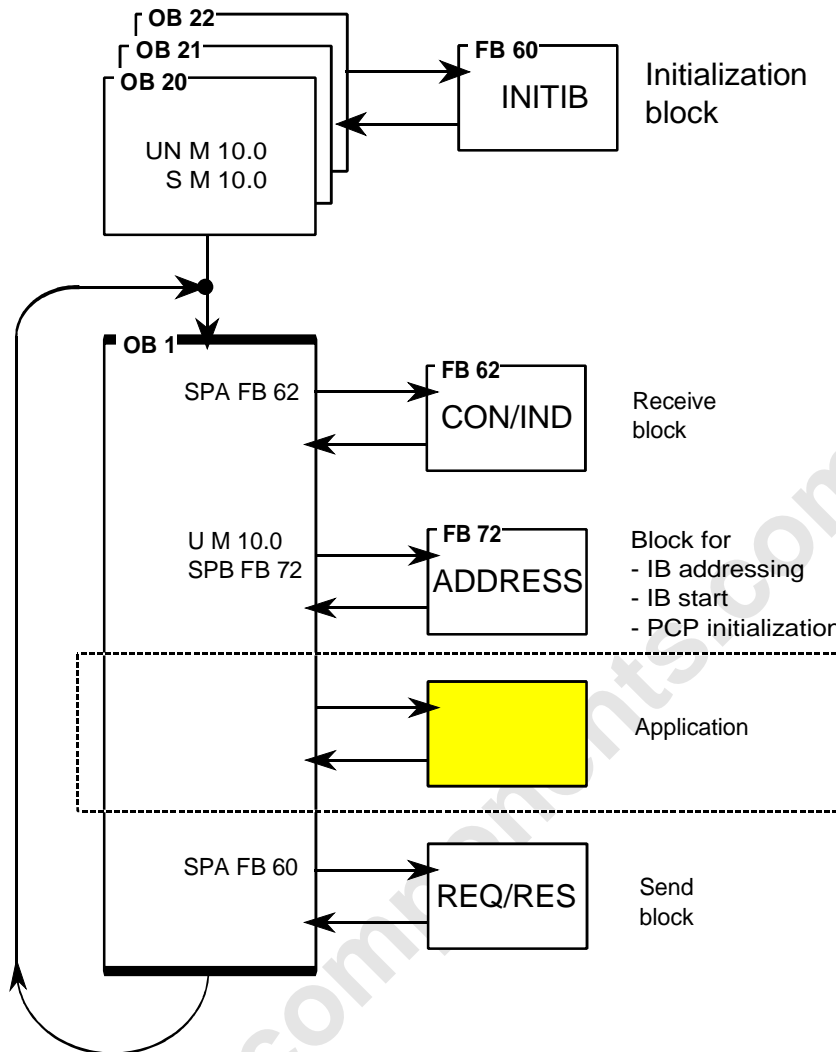 OB 22
OB 21
OB 20
UN M 10.0
S M 10.0
FB 60
INITIB
Initialization
block
OB 1
SPA FB 62
FB 62
CON/IND
Receive
block
U M 10.0
SPB FB 72
FB 72
ADDRESS
Block for
- IB addressing
- IB start
- PCP initialization
Application
SPA FB 60
REQ/RES
Send
block
components.com